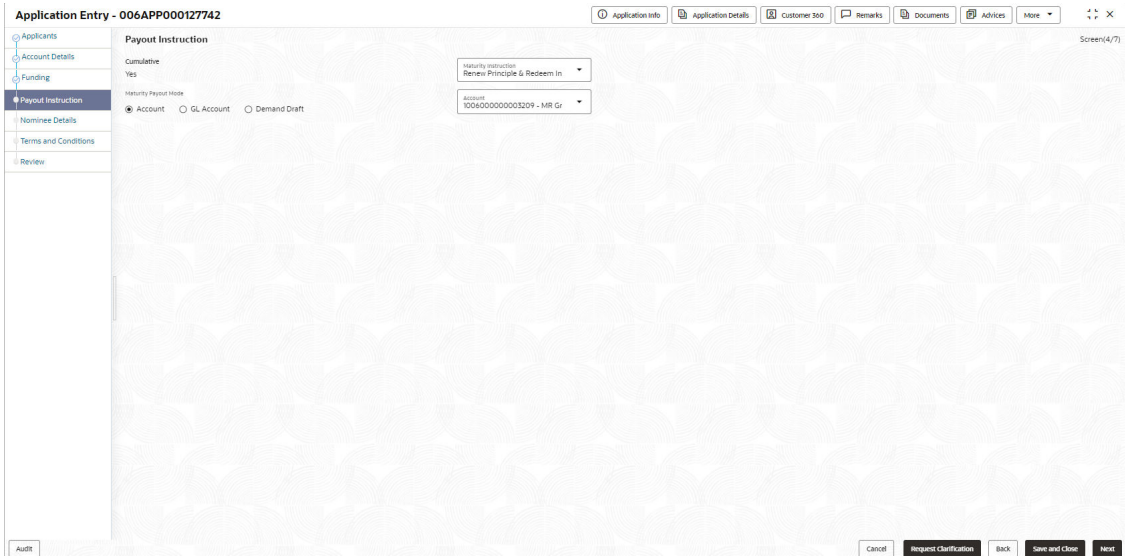 Application Entry - 006APP000127742
Application Info
Application Details
Customer 360
Remarks
Documents
Advices
More
Applicants
Account Details
Funding
Payout Instruction
Nominee Details
Terms and Conditions
Review
Payout Instruction
Screen(4/7)
Cumulative
Yes
Maturity Instruction
Renew Principle & Redeem In
Maturity Payout Mode
Account
GL Account
Demand Draft
Account
1006000000003209 - MR Gr
Audit
Cancel
Request Clarification
Back
Save and Close
Next